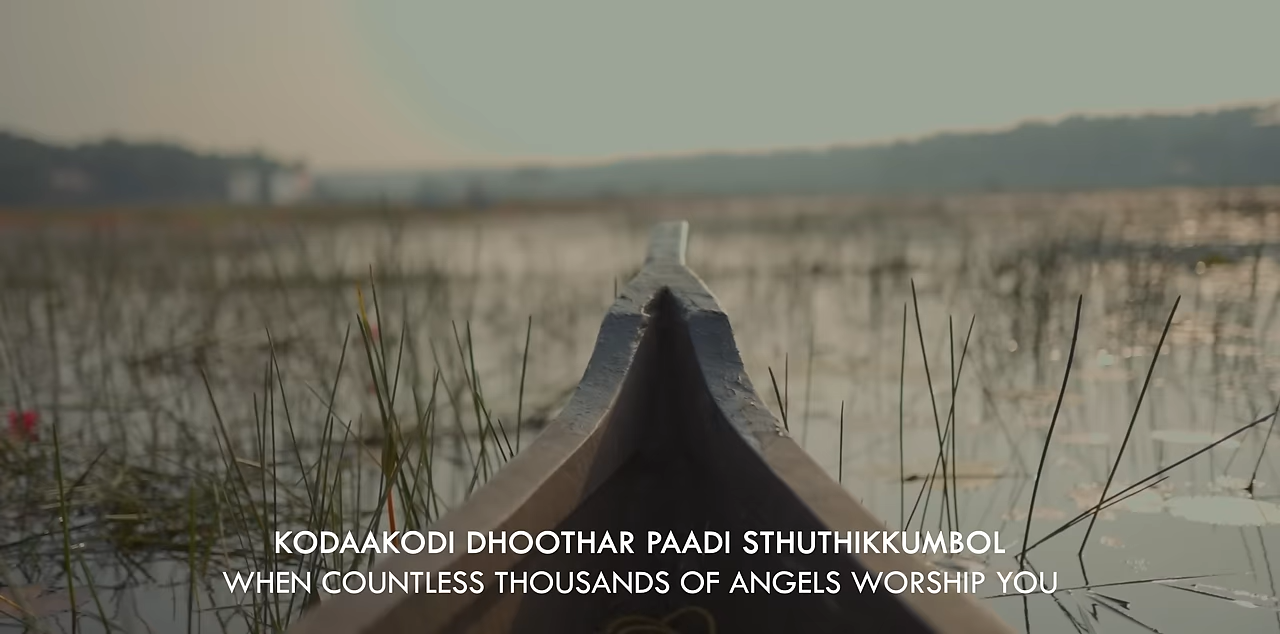 KODAAKODI DHOOTHAR PAADI STHUTHIKKUMBOL
WHEN COUNTLESS THOUSANDS OF ANGELS WORSHIP YOU